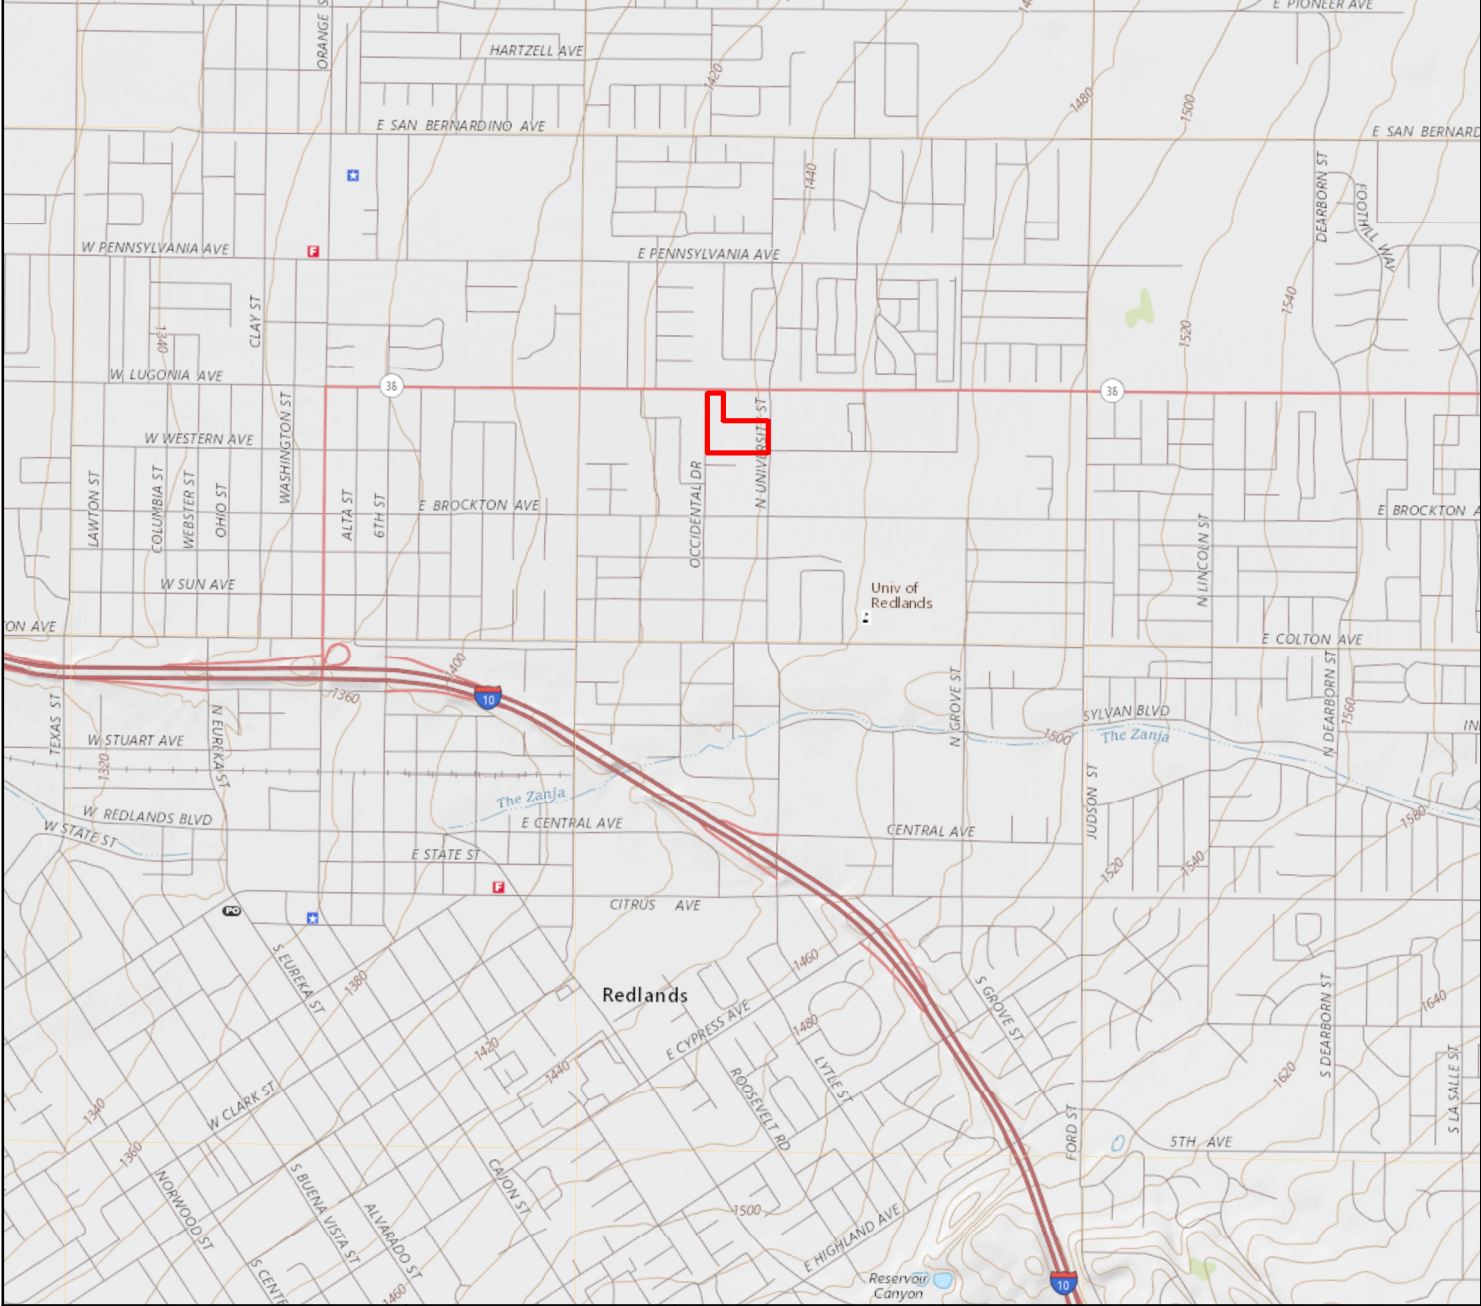 E PIONEER AVE
ORANGE S
HARTZELL AVE
1420
1480
1500
E SAN BERNARDINO AVE
E SAN BERNARD
1440
DEARBORN ST
FOOTHILL WAY
F
W PENNSYLVANIA AVE
E PENNSYLVANIA AVE
CLAY ST
1340
1520
1540
W LUGONIA AVE
38
38
WASHINGTON ST
N UNIVERSITY ST
W WESTERN AVE
LAWTON ST
COLUMBIA ST
WEBSTER ST
OHIO ST
ALTA ST
6TH ST
E BROCKTON AVE
OCCIDENTAL DR
N LINCOLN ST
E BROCKTON A
W SUN AVE
Univ of
Redlands
ON AVE
E COLTON AVE
1400
1360
10
TEXAS ST
N EUREKA ST
W STUART AVE
1320
N GROVE ST
SYLVAN BLVD
1500
The Zanja
N DEARBORN ST
1560
IN
The Zanja
W REDLANDS BLVD
W STATE ST
E CENTRAL AVE
CENTRAL AVE
JUDSON ST
1580
E STATE ST
F
1520
1540
PO
CITRUS AVE
S EUREKA ST
1380
1460
Redlands
S GROVE ST
S DEARBORN ST
1640
E CYPRESS AVE
1480
1420
1440
ROOSEVELT RD
LYTLE ST
1620
S LA SALLE ST
1340
W CLARK ST
FORD ST
5TH AVE
1360
NORWOOD ST
S BUENA VISTA ST
ALVARADO ST
CAJON ST
1500
E HIGHLAND AVE
S CENT
1460
Reservoir
Canyon
10